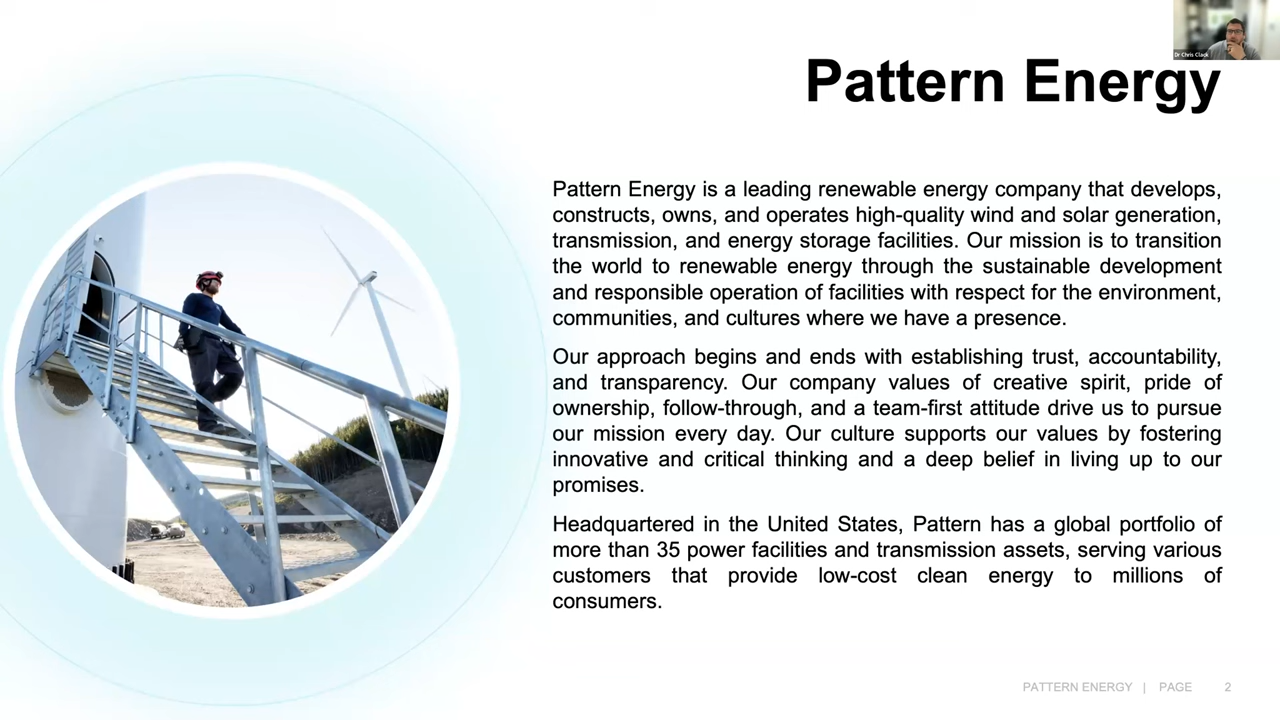 Dr Chris Clack
Pattern Energy
Pattern Energy is a leading renewable energy company that develops,
constructs, owns, and operates high-quality wind and solar generation,
transmission, and energy storage facilities. Our mission is to transition
the world to renewable energy through the sustainable development
and responsible operation of facilities with respect for the environment,
communities, and cultures where we have a presence.
Our approach begins and ends with establishing trust, accountability,
and transparency. Our company values of creative spirit, pride of
ownership, follow-through, and a team-first attitude drive us to pursue
our mission every day. Our culture supports our values by fostering
innovative and critical thinking and a deep belief in living up to our
promises.
Headquartered in the United States, Pattern has a global portfolio of
more than 35 power facilities and transmission assets, serving various
customers that provide low-cost clean energy to millions of
consumers.
PATTERN ENERGY | PAGE 2